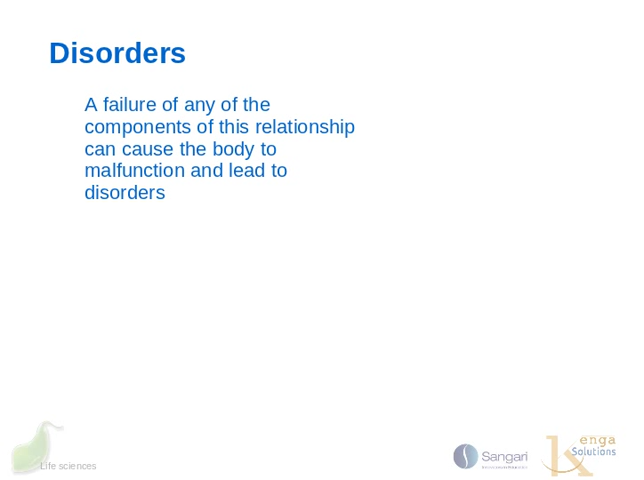 Disorders
A failure of any of the
components of this relationship
can cause the body to
malfunction and lead to
disorders
Life sciences
Sangari
k enga
Solutions